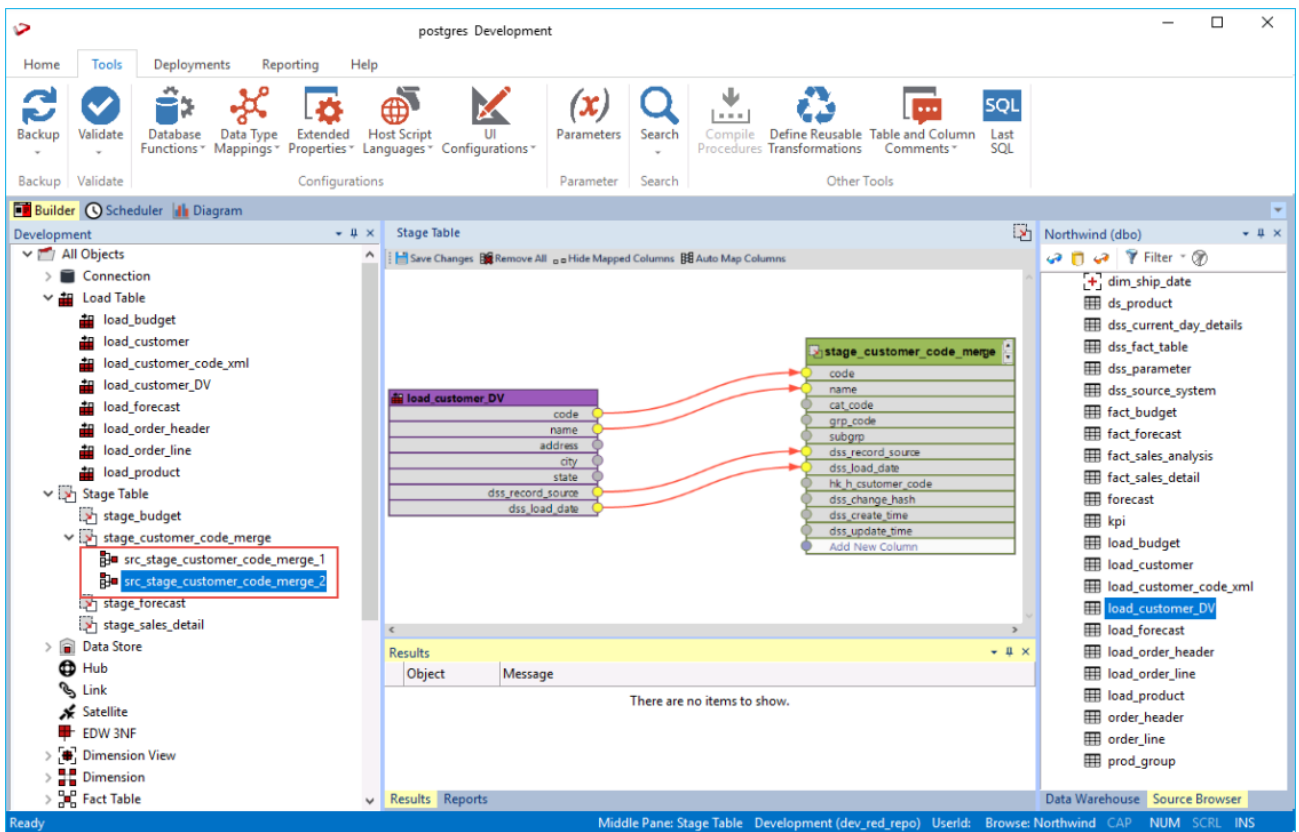 postgres Development
Home Tools Deployments Reporting Help
Backup
Validate
Database Functions
Data Type Mappings
Extended Properties
Host Script Languages
UI Configurations
(x)
Parameters
Search
Compile Procedures
Define Reusable Transformations
Table and Column Comments
SQL
Last SQL
Backup Validate Configurations Parameter Search Other Tools
Builder Scheduler Diagram
Development
All Objects
Connection
Load Table
load_budget
load_customer
load_customer_code_xml
load_customer_DV
load_forecast
load_order_header
load_order_line
load_product
Stage Table
stage_budget
stage_customer_code_merge
src_stage_customer_code_merge_1
src_stage_customer_code_merge_2
stage_forecast
stage_sales_detail
Data Store
Hub
Link
Satellite
EDW 3NF
Dimension View
Dimension
Fact Table
Stage Table
Save Changes Remove All Hide Mapped Columns Auto Map Columns
load_customer_DV
code
name
address
city
state
dss_record_source
dss_load_date
stage_customer_code_merge
code
name
cat_code
grp_code
subgrp
dss_record_source
dss_load_date
hk_h_csutomer_code
dss_change_hash
dss_create_time
dss_update_time
Add New Column
Results
Object Message
There are no items to show.
Results Reports
Northwind (dbo)
Filter
dim_ship_date
ds_product
dss_current_day_details
dss_fact_table
dss_parameter
dss_source_system
fact_budget
fact_forecast
fact_sales_analysis
fact_sales_detail
forecast
kpi
load_budget
load_customer
load_customer_code_xml
load_customer_DV
load_forecast
load_order_header
load_order_line
load_product
order_header
order_line
prod_group
Data Warehouse Source Browser
Ready Middle Pane: Stage Table Development (dev_red_repo) UserId: Browse: Northwind CAP NUM SCRL INS